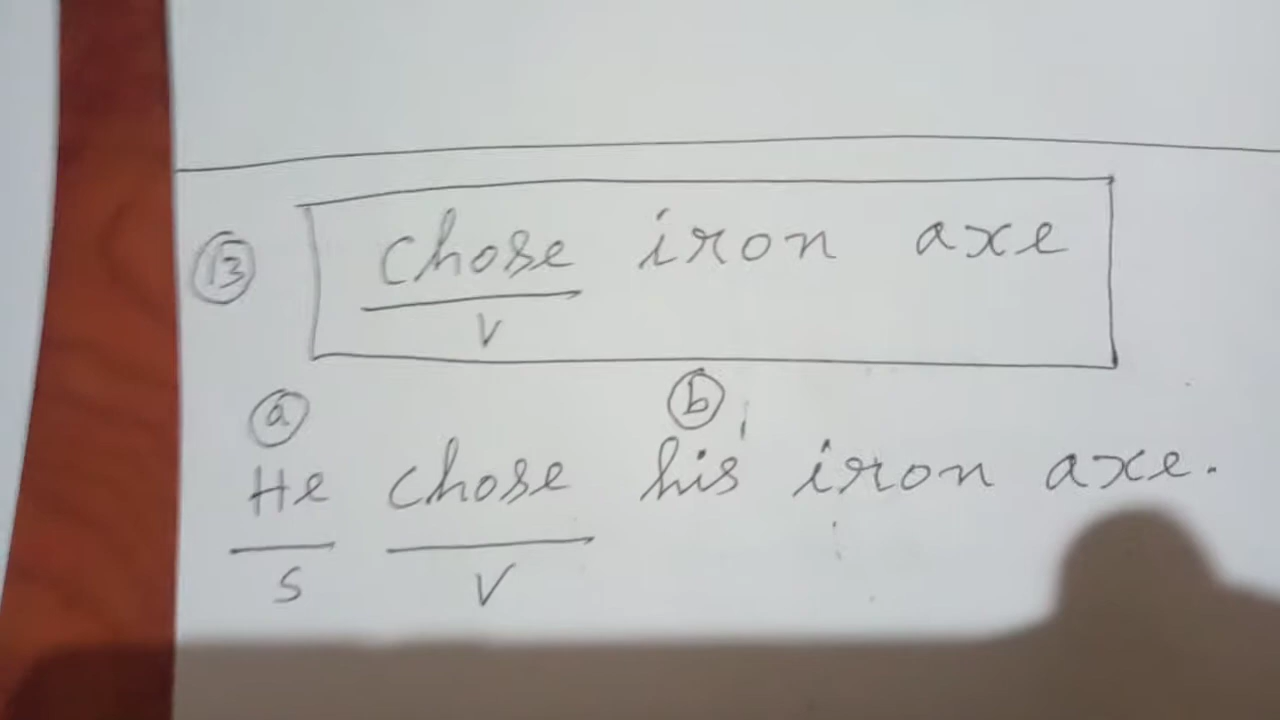 13 chose iron axe
V
a b
He chose his iron axe.
S V